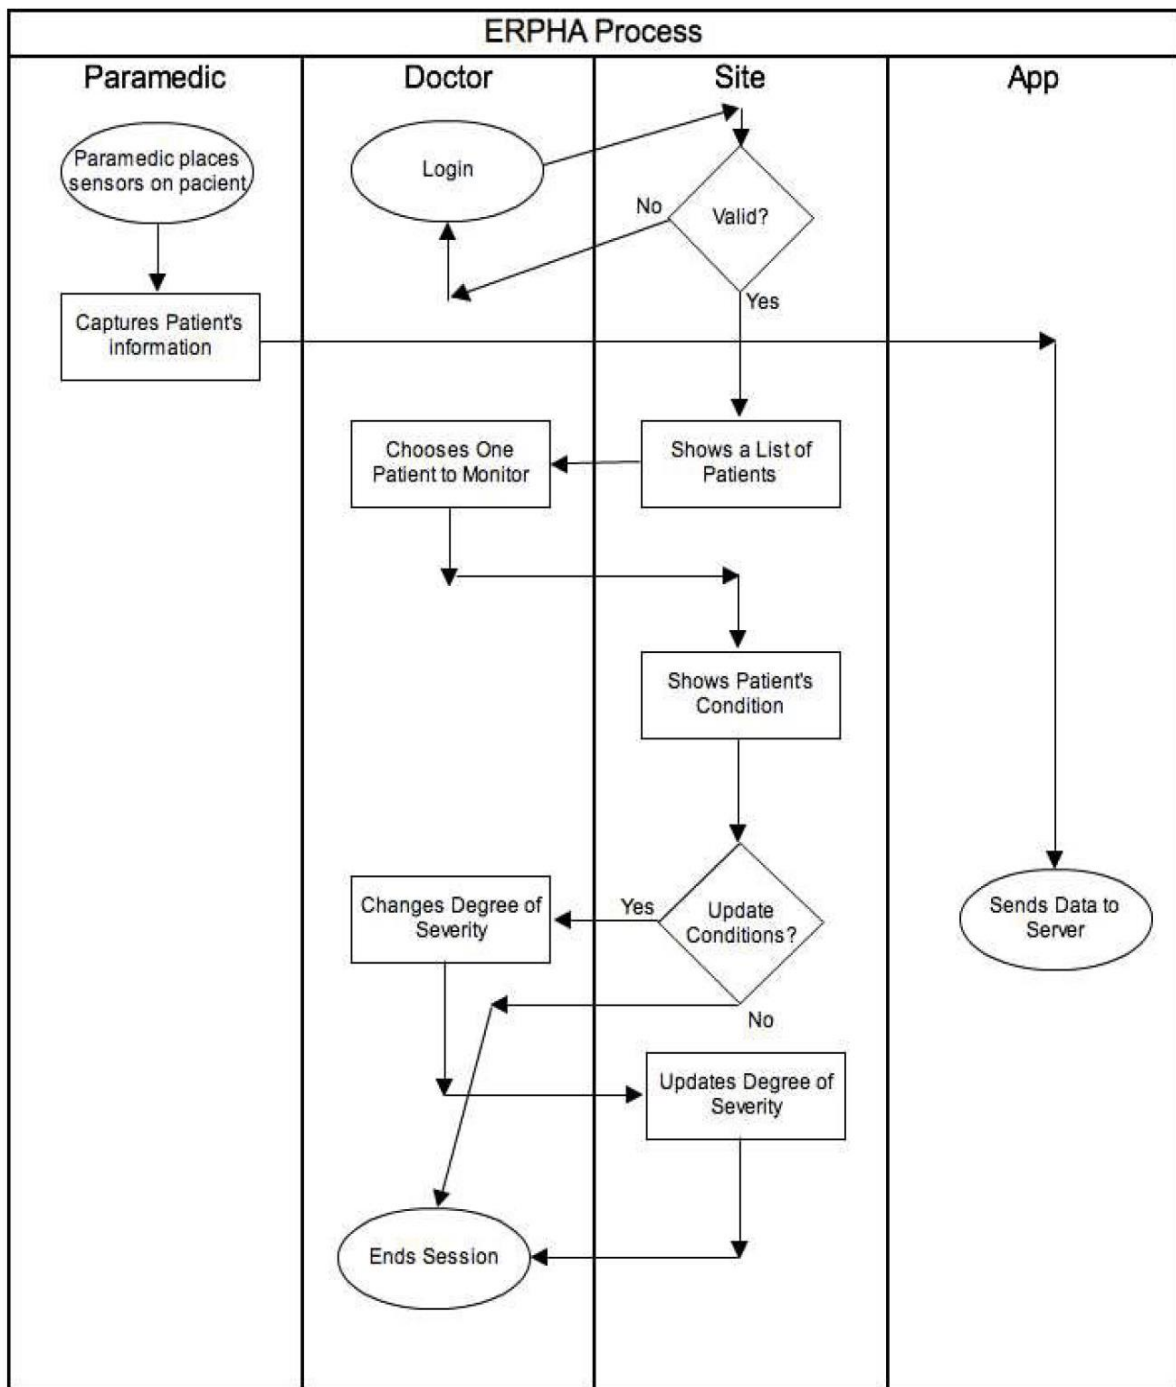 ERPHA Process
Paramedic
Doctor
Site
App
Paramedic places
sensors on pacient
Login
Valid?
No
Yes
Captures Patient's
information
Chooses One
Patient to Monitor
Shows a List of
Patients
Shows Patient's
Condition
Changes Degree of
Severity
Yes
Update
Conditions?
Sends Data to
Server
No
Updates Degree of
Severity
Ends Session